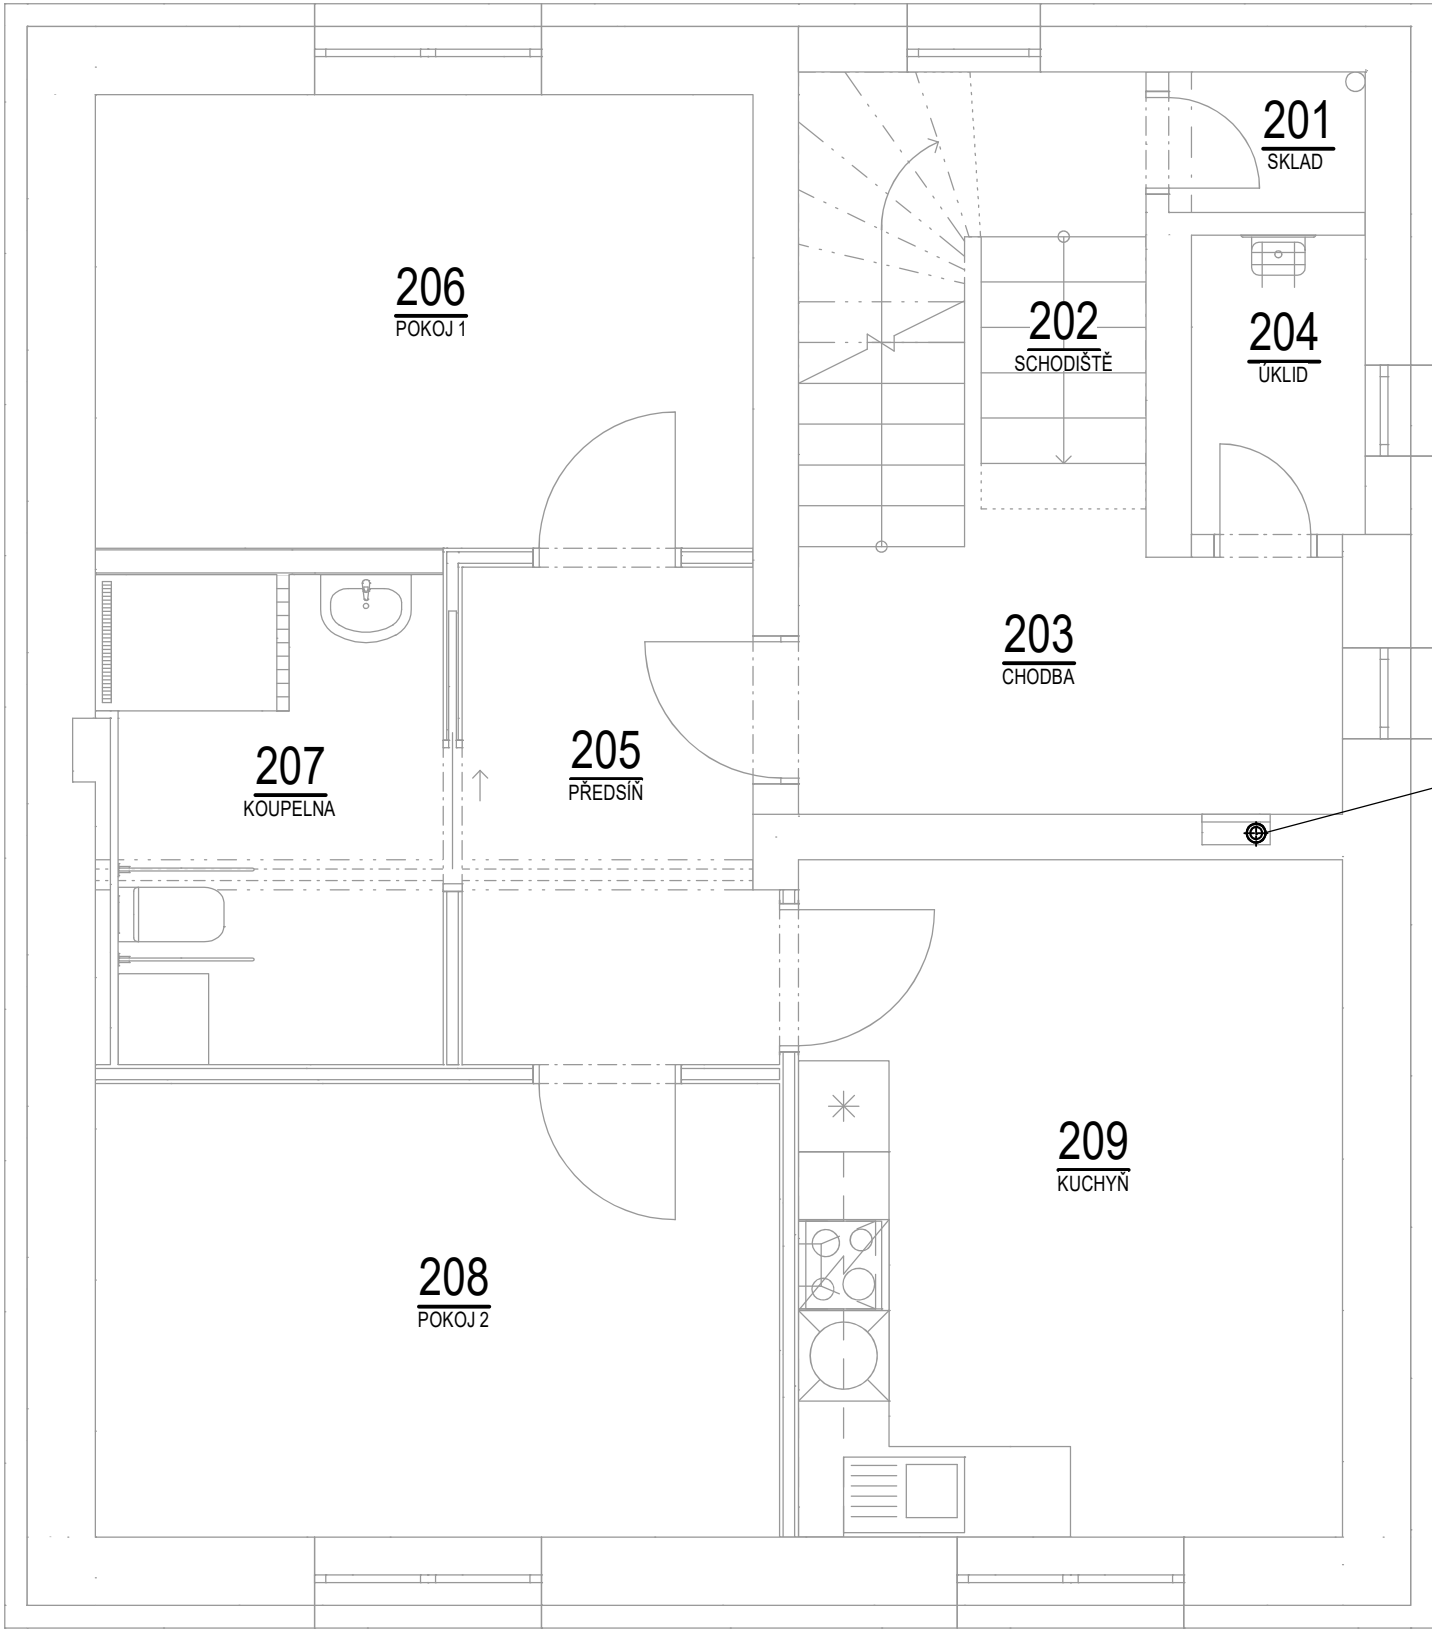 201
SKLAD
206
POKOJ 1
202
SCHODIŠTĚ
204
ÚKLID
203
CHODBA
207
KOUPELNA
205
PŘEDSÍŇ
209
KUCHYŇ
208
POKOJ 2